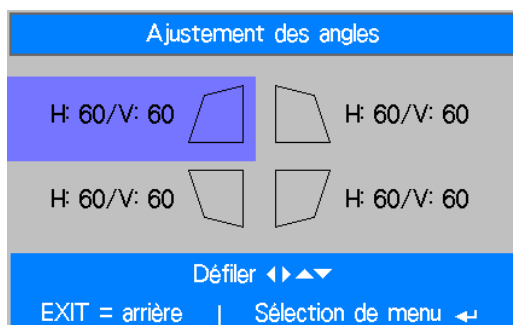 Ajustement des angles
H: 60/V: 60 H: 60/V: 60
H: 60/V: 60 H: 60/V: 60
Défiler
EXIT = arrière | Sélection de menu ↵